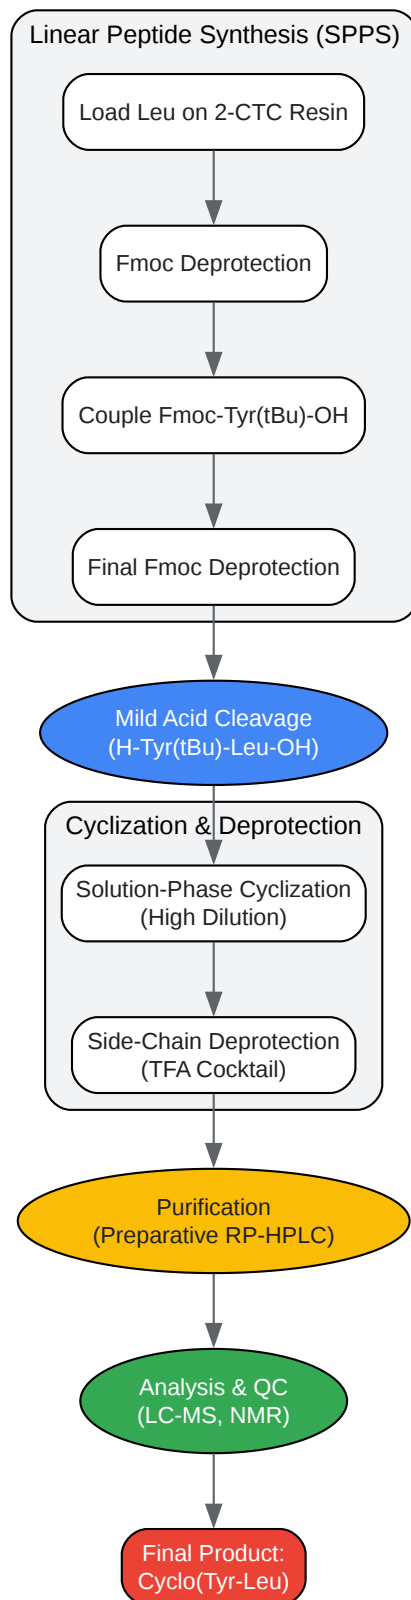 Linear Peptide Synthesis (SPPS)
Load Leu on 2-CTC Resin
Fmoc Deprotection
Couple Fmoc-Tyr(tBu)-OH
Final Fmoc Deprotection
Mild Acid Cleavage
(H-Tyr(tBu)-Leu-OH)
Cyclization & Deprotection
Solution-Phase Cyclization
(High Dilution)
Side-Chain Deprotection
(TFA Cocktail)
Purification
(Preparative RP-HPLC)
Analysis & QC
(LC-MS, NMR)
Final Product:
Cyclo(Tyr-Leu)